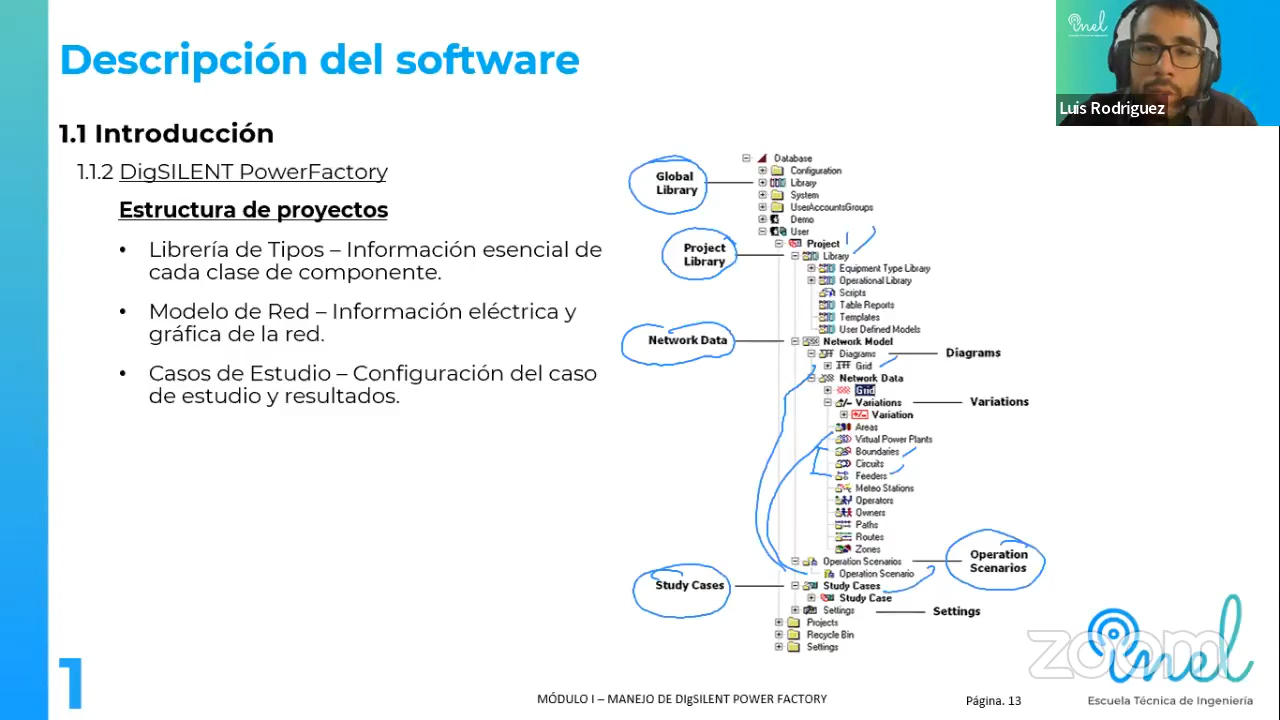 Descripción del software
inel
Luis Rodriguez
1.1 Introducción
1.1.2 DigSILENT PowerFactory
Estructura de proyectos
• Librería de Tipos – Información esencial de
cada clase de componente.
• Modelo de Red – Información eléctrica y
gráfica de la red.
• Casos de Estudio – Configuración del caso
de estudio y resultados.
Global
Library
Project
Library
Network Data
Study Cases
Database
Configuration
Library
System
UserAccountsGroups
Demo
User
Project
Library
Equipment Type Library
Operational Library
Scripts
Table Reports
Templates
User Defined Models
Network Model
Diagrams
Grid
Network Data
Grid
Variations
Variation
Areas
Virtual Power Plants
Boundaries
Circuits
Feeders
Meteo Stations
Operators
Owners
Paths
Routes
Zones
Operation Scenarios
Operation Scenario
Study Cases
Study Case
Settings
Projects
Recycle Bin
Settings
Diagrams
Variations
Operation
Scenarios
Settings
1
MÓDULO I – MANEJO DE DIgSILENT POWER FACTORY
Página. 13
zoom
inel
Escuela Técnica de Ingeniería